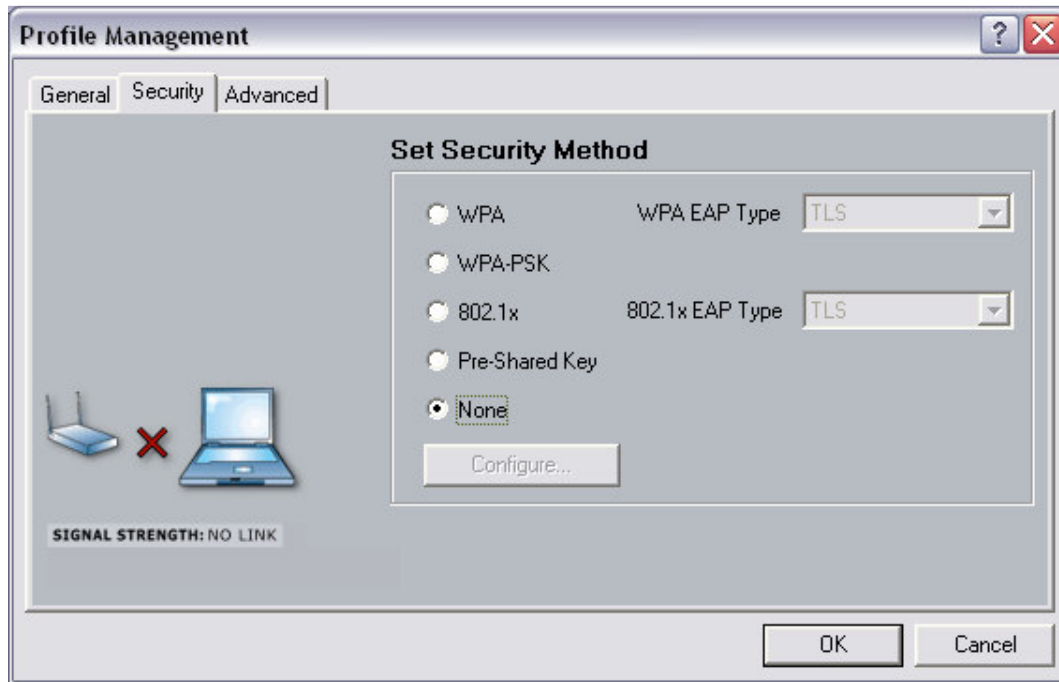 Profile Management
General Security Advanced
Set Security Method
WPA WPA EAP Type TLS
WPA-PSK
802.1x 802.1x EAP Type TLS
Pre-Shared Key
None
Configure...
SIGNAL STRENGTH: NO LINK
OK Cancel